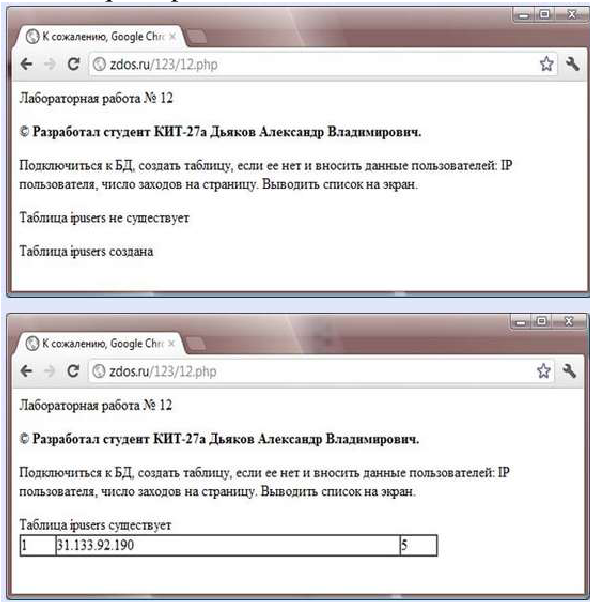 К сожалению, Google Chr
zdos.ru/123/12.php
Лабораторная работа № 12
© Разработал студент КИТ-27а Дьяков Александр Владимирович.
Подключиться к БД, создать таблицу, если ее нет и вносить данные пользователей: IP
пользователя, число заходов на страницу. Выводить список на экран.
Таблица ipusers не существует
Таблица ipusers создана
К сожалению, Google Chr
zdos.ru/123/12.php
Лабораторная работа № 12
© Разработал студент КИТ-27а Дьяков Александр Владимирович.
Подключиться к БД, создать таблицу, если ее нет и вносить данные пользователей: IP
пользователя, число заходов на страницу. Выводить список на экран.
Таблица ipusers существует
1 31.133.92.190 5